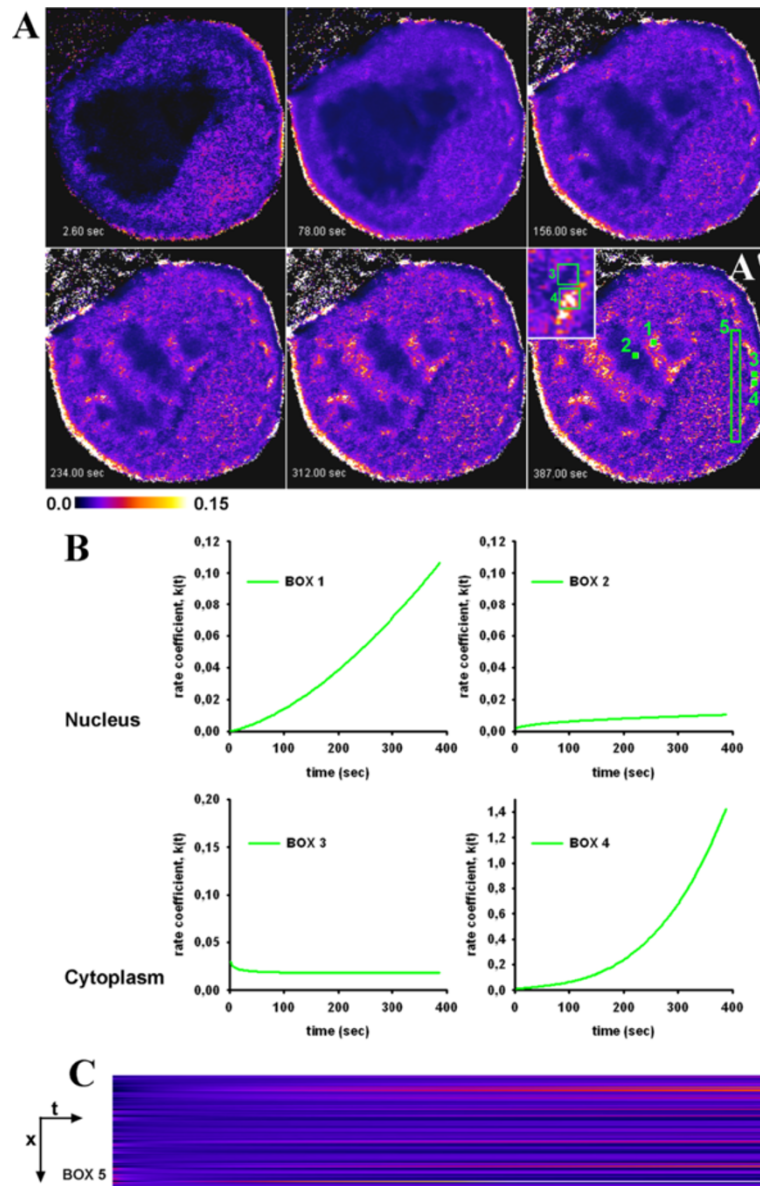 A
2.60 sec
78.00 sec
156.00 sec
234.00 sec
312.00 sec
387.00 sec
A'
3
4
1
2
5
3
4
0.0 0.15
B
Nucleus
rate coefficient, k(t)
0,12
0,10
0,08
0,06
0,04
0,02
0,00
BOX 1
0 100 200 300 400
time (sec)
rate coefficient, k(t)
0,12
0,10
0,08
0,06
0,04
0,02
0,00
BOX 2
0 100 200 300 400
time (sec)
Cytoplasm
rate coefficient, k(t)
0,20
0,15
0,10
0,05
0,00
BOX 3
0 100 200 300 400
time (sec)
rate coefficient, k(t)
1,4
1,2
1,0
0,8
0,6
0,4
0,2
0,0
BOX 4
0 100 200 300 400
time (sec)
C
t
x
BOX 5